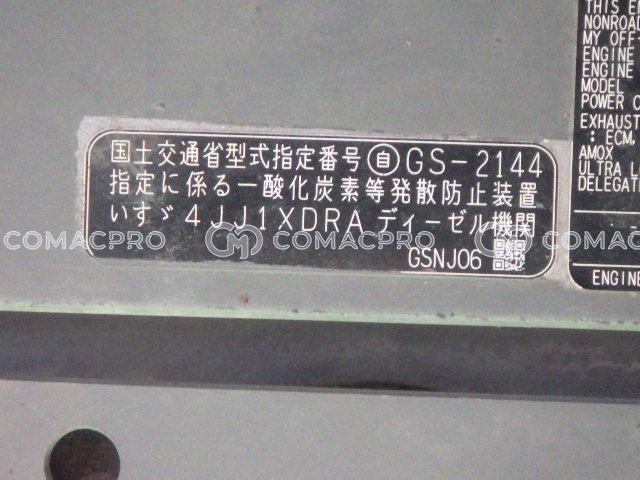 国土交通省型式指定番号㊀GS-2144
指定に係る一酸化炭素等発散防止装置
いすゞ 4JJ1XDRA ディーゼル機関
GSNJ06
COMACPRO COMACPRO COMACPRO
THIS E
NONROAD
MY OFF-
ENGINE
ENGINE
MODEL
POWER C
EXHAUST
: ECM,
AMOX
ULTRA L
DELEGAT
ENGINE